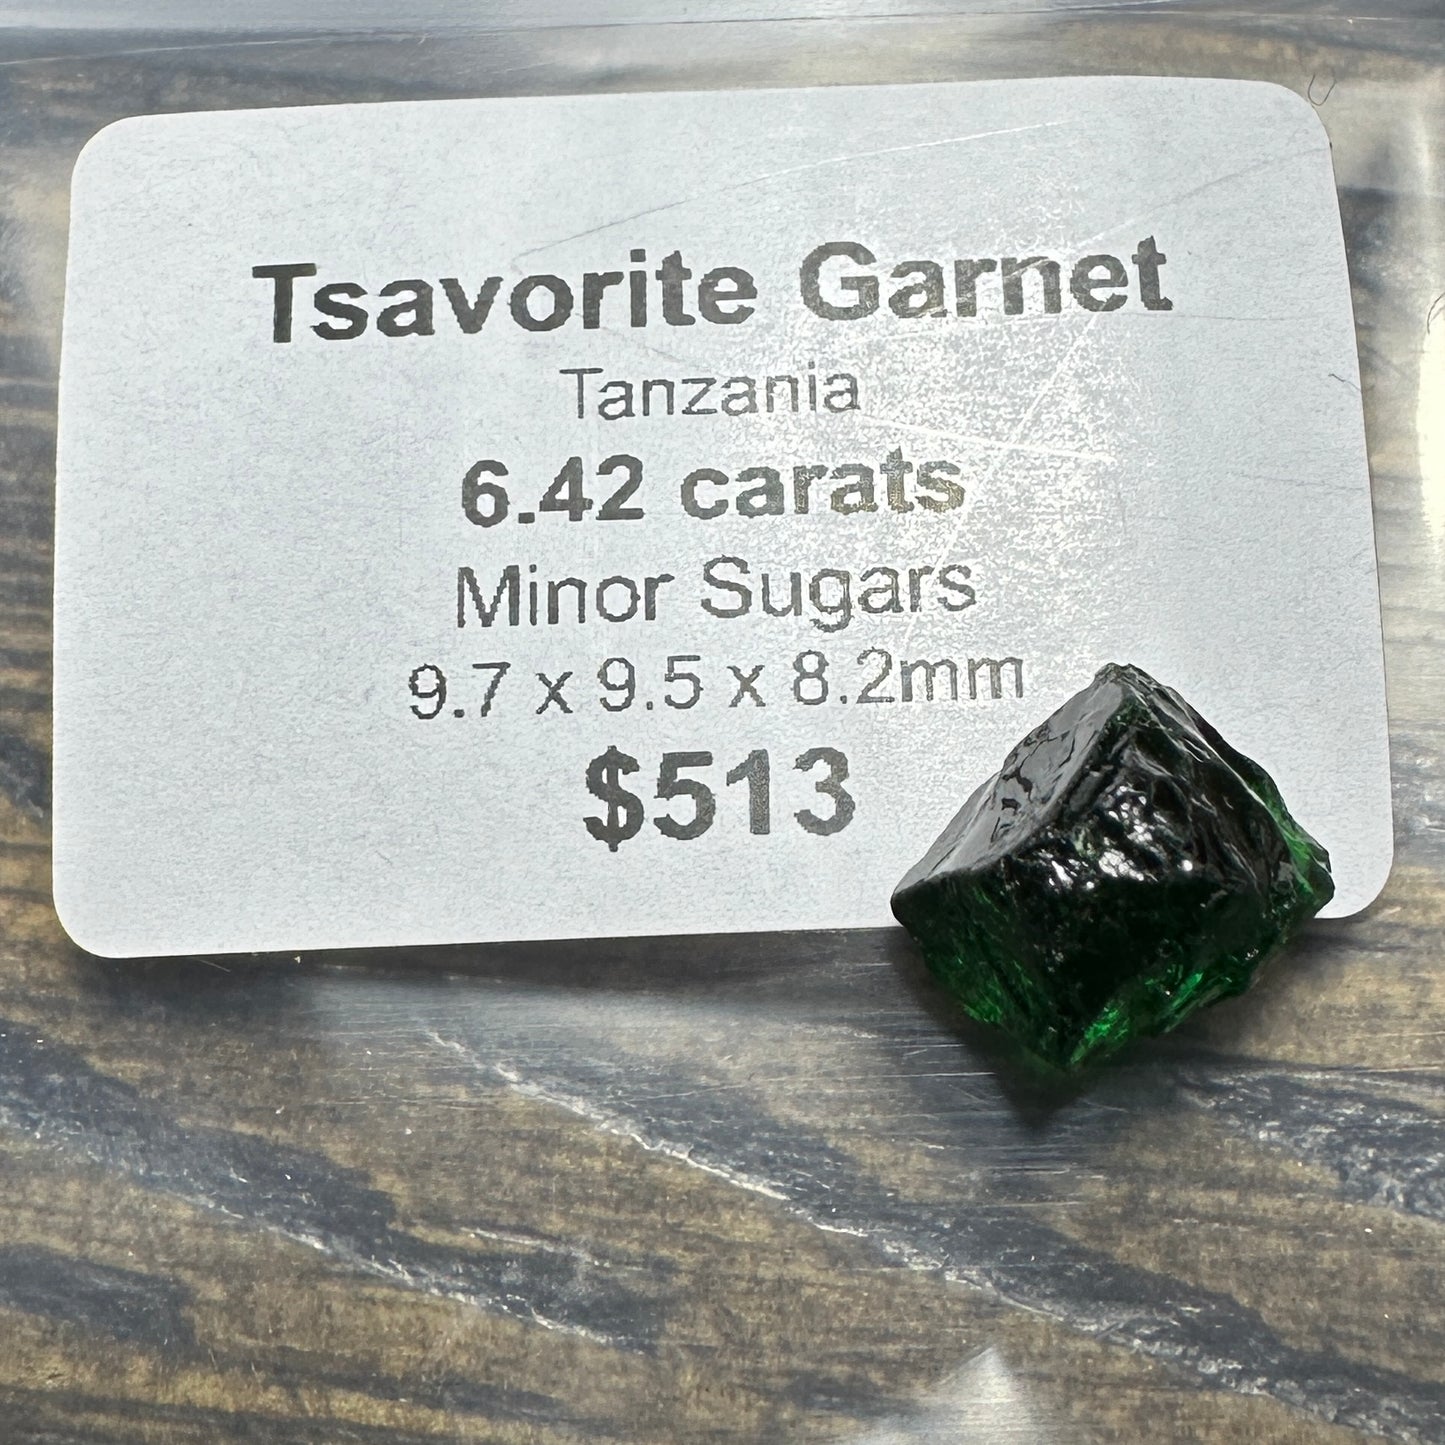 Tsavorite Garnet
Tanzania
6.42 carats
Minor Sugars
9.7 x 9.5 x 8.2mm
$513